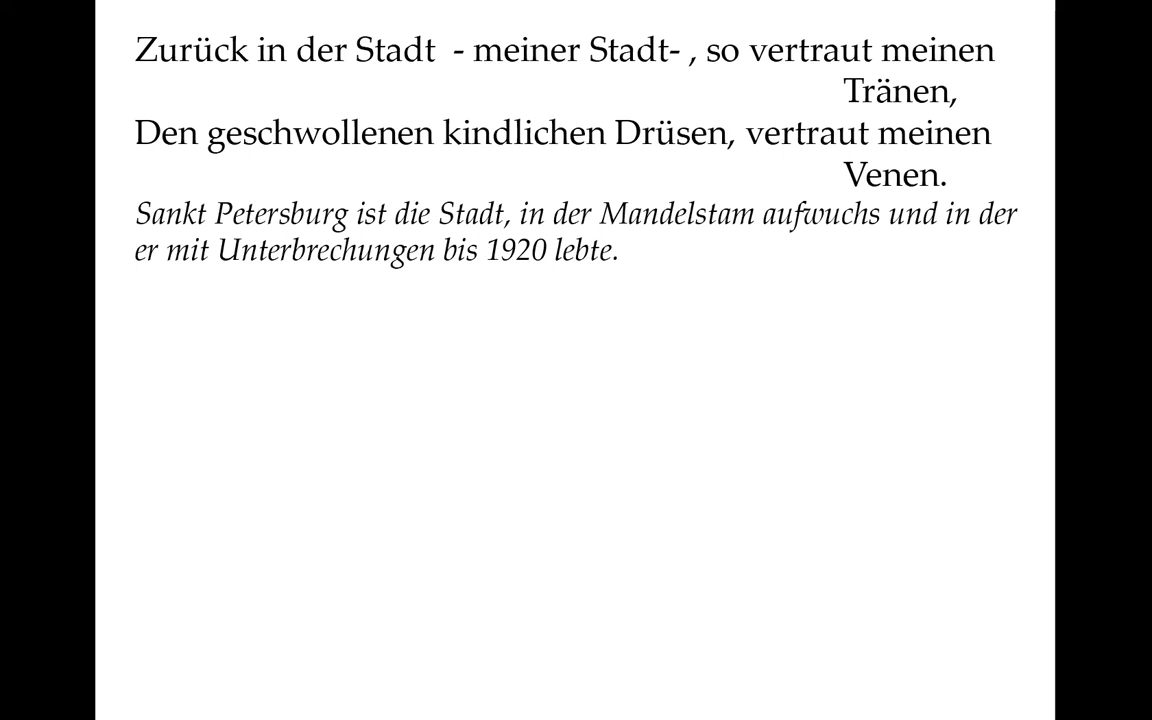 Zurück in der Stadt - meiner Stadt- , so vertraut meinen
Tränen,
Den geschwollenen kindlichen Drüsen, vertraut meinen
Venen.
Sankt Petersburg ist die Stadt, in der Mandelstam aufwuchs und in der
er mit Unterbrechungen bis 1920 lebte.